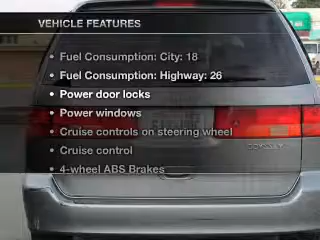 VEHICLE FEATURES
• Fuel Consumption: City: 18
• Fuel Consumption: Highway: 26
• Power door locks
• Power windows
• Cruise controls on steering wheel
• Cruise control
• 4-wheel ABS Brakes
ODYSSEY